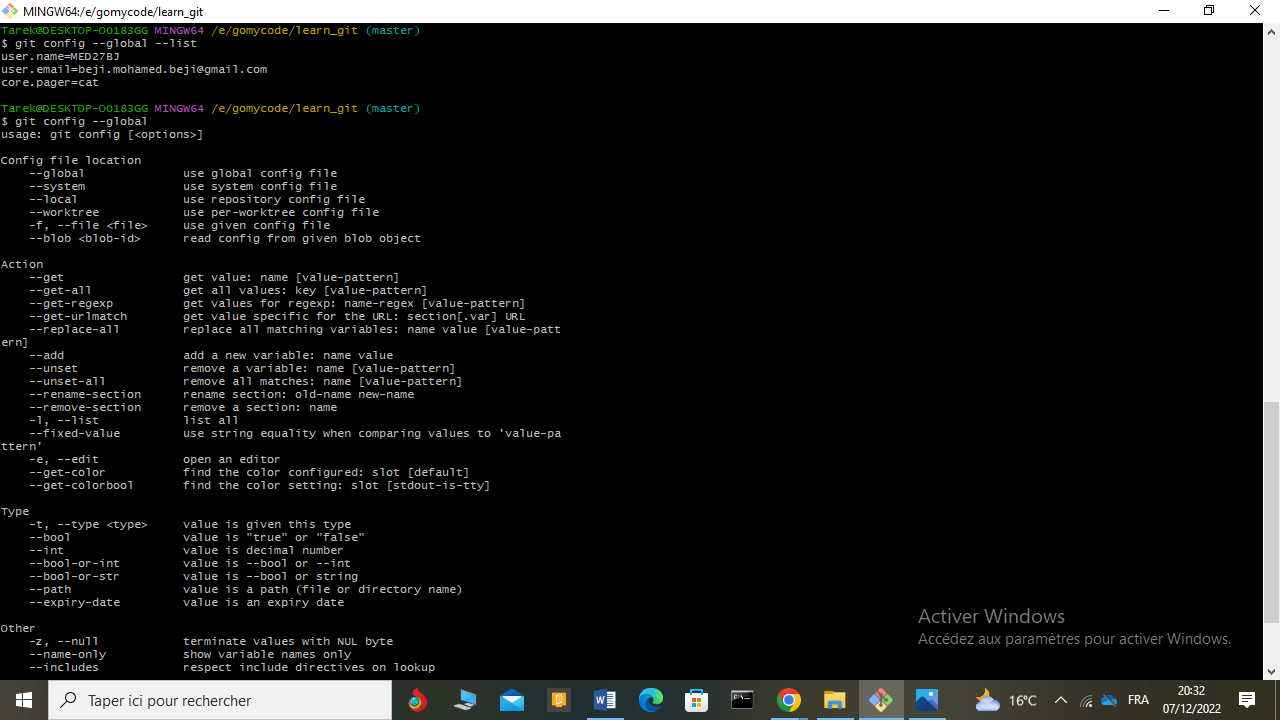 MINGW64:/e/gomycode/learn_git
Tarek@DESKTOP-OO183GG MINGW64 /e/gomycode/learn_git (master)
$ git config --global --list
user.name=MED27BJ
user.email=beji.mohamed.beji@gmail.com
core.pager=cat
Tarek@DESKTOP-OO183GG MINGW64 /e/gomycode/learn_git (master)
$ git config --global
usage: git config [<options>]
Config file location
--global use global config file
--system use system config file
--local use repository config file
--worktree use per-worktree config file
-f, --file <file> use given config file
--blob <blob-id> read config from given blob object
Action
--get get value: name [value-pattern]
--get-all get all values: key [value-pattern]
--get-regexp get values for regexp: name-regex [value-pattern]
--get-urlmatch get value specific for the URL: section[.var] URL
--replace-all replace all matching variables: name value [value-patt
ern]
--add add a new variable: name value
--unset remove a variable: name [value-pattern]
--unset-all remove all matches: name [value-pattern]
--rename-section rename section: old-name new-name
--remove-section remove a section: name
-l, --list list all
--fixed-value use string equality when comparing values to 'value-pa
ttern'
-e, --edit open an editor
--get-color find the color configured: slot [default]
--get-colorbool find the color setting: slot [stdout-is-tty]
Type
-t, --type <type> value is given this type
--bool value is "true" or "false"
--int value is decimal number
--bool-or-int value is --bool or --int
--bool-or-str value is --bool or string
--path value is a path (file or directory name)
--expiry-date value is an expiry date
Other
-z, --null terminate values with NUL byte
--name-only show variable names only
--includes respect include directives on lookup
Activer Windows
Accédez aux paramètres pour activer Windows.
Taper ici pour rechercher
16°C
FRA
20:32
07/12/2022